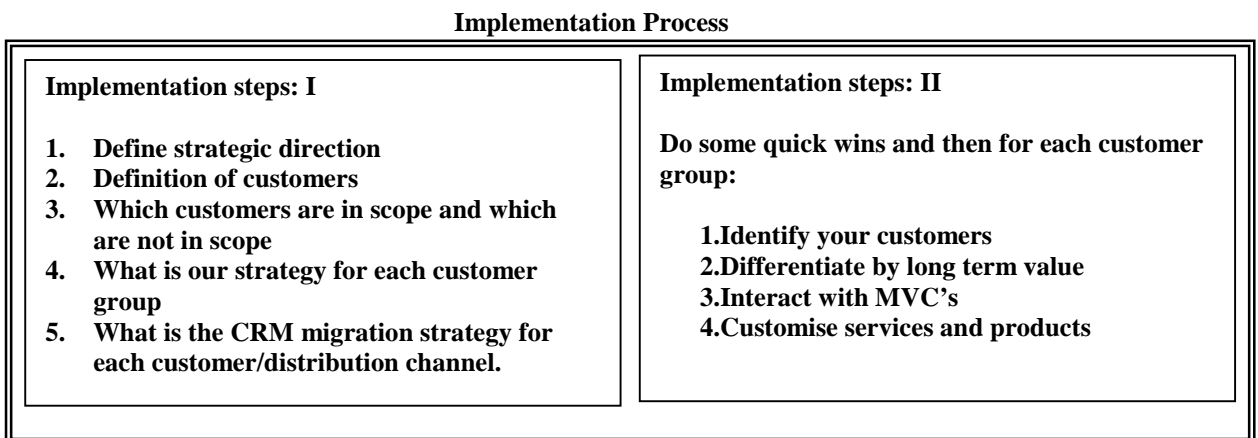 Implementation Process
Implementation steps: I
1. Define strategic direction
2. Definition of customers
3. Which customers are in scope and which
are not in scope
4. What is our strategy for each customer
group
5. What is the CRM migration strategy for
each customer/distribution channel.
Implementation steps: II
Do some quick wins and then for each customer
group:
1.Identify your customers
2.Differentiate by long term value
3.Interact with MVC’s
4.Customise services and products